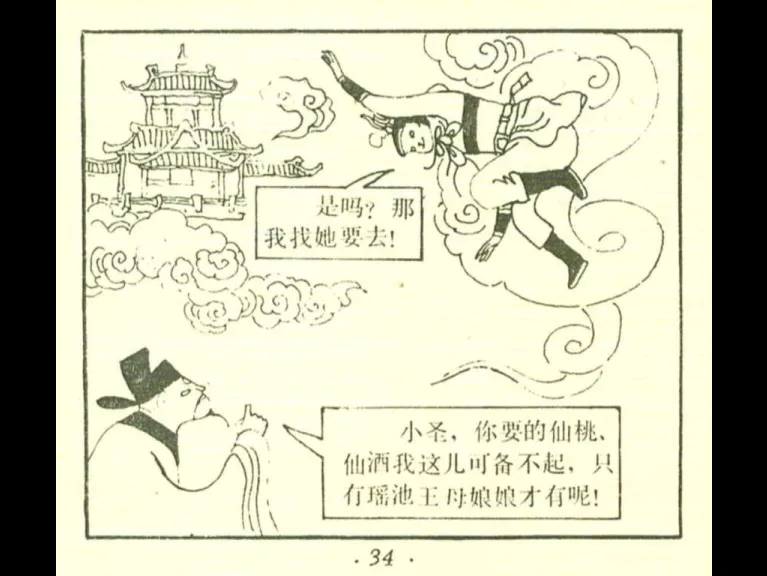 是吗？那
我找她要去！
小圣，你要的仙桃、
仙酒我这儿可备不起，只
有瑶池王母娘娘才有呢！
· 34 ·